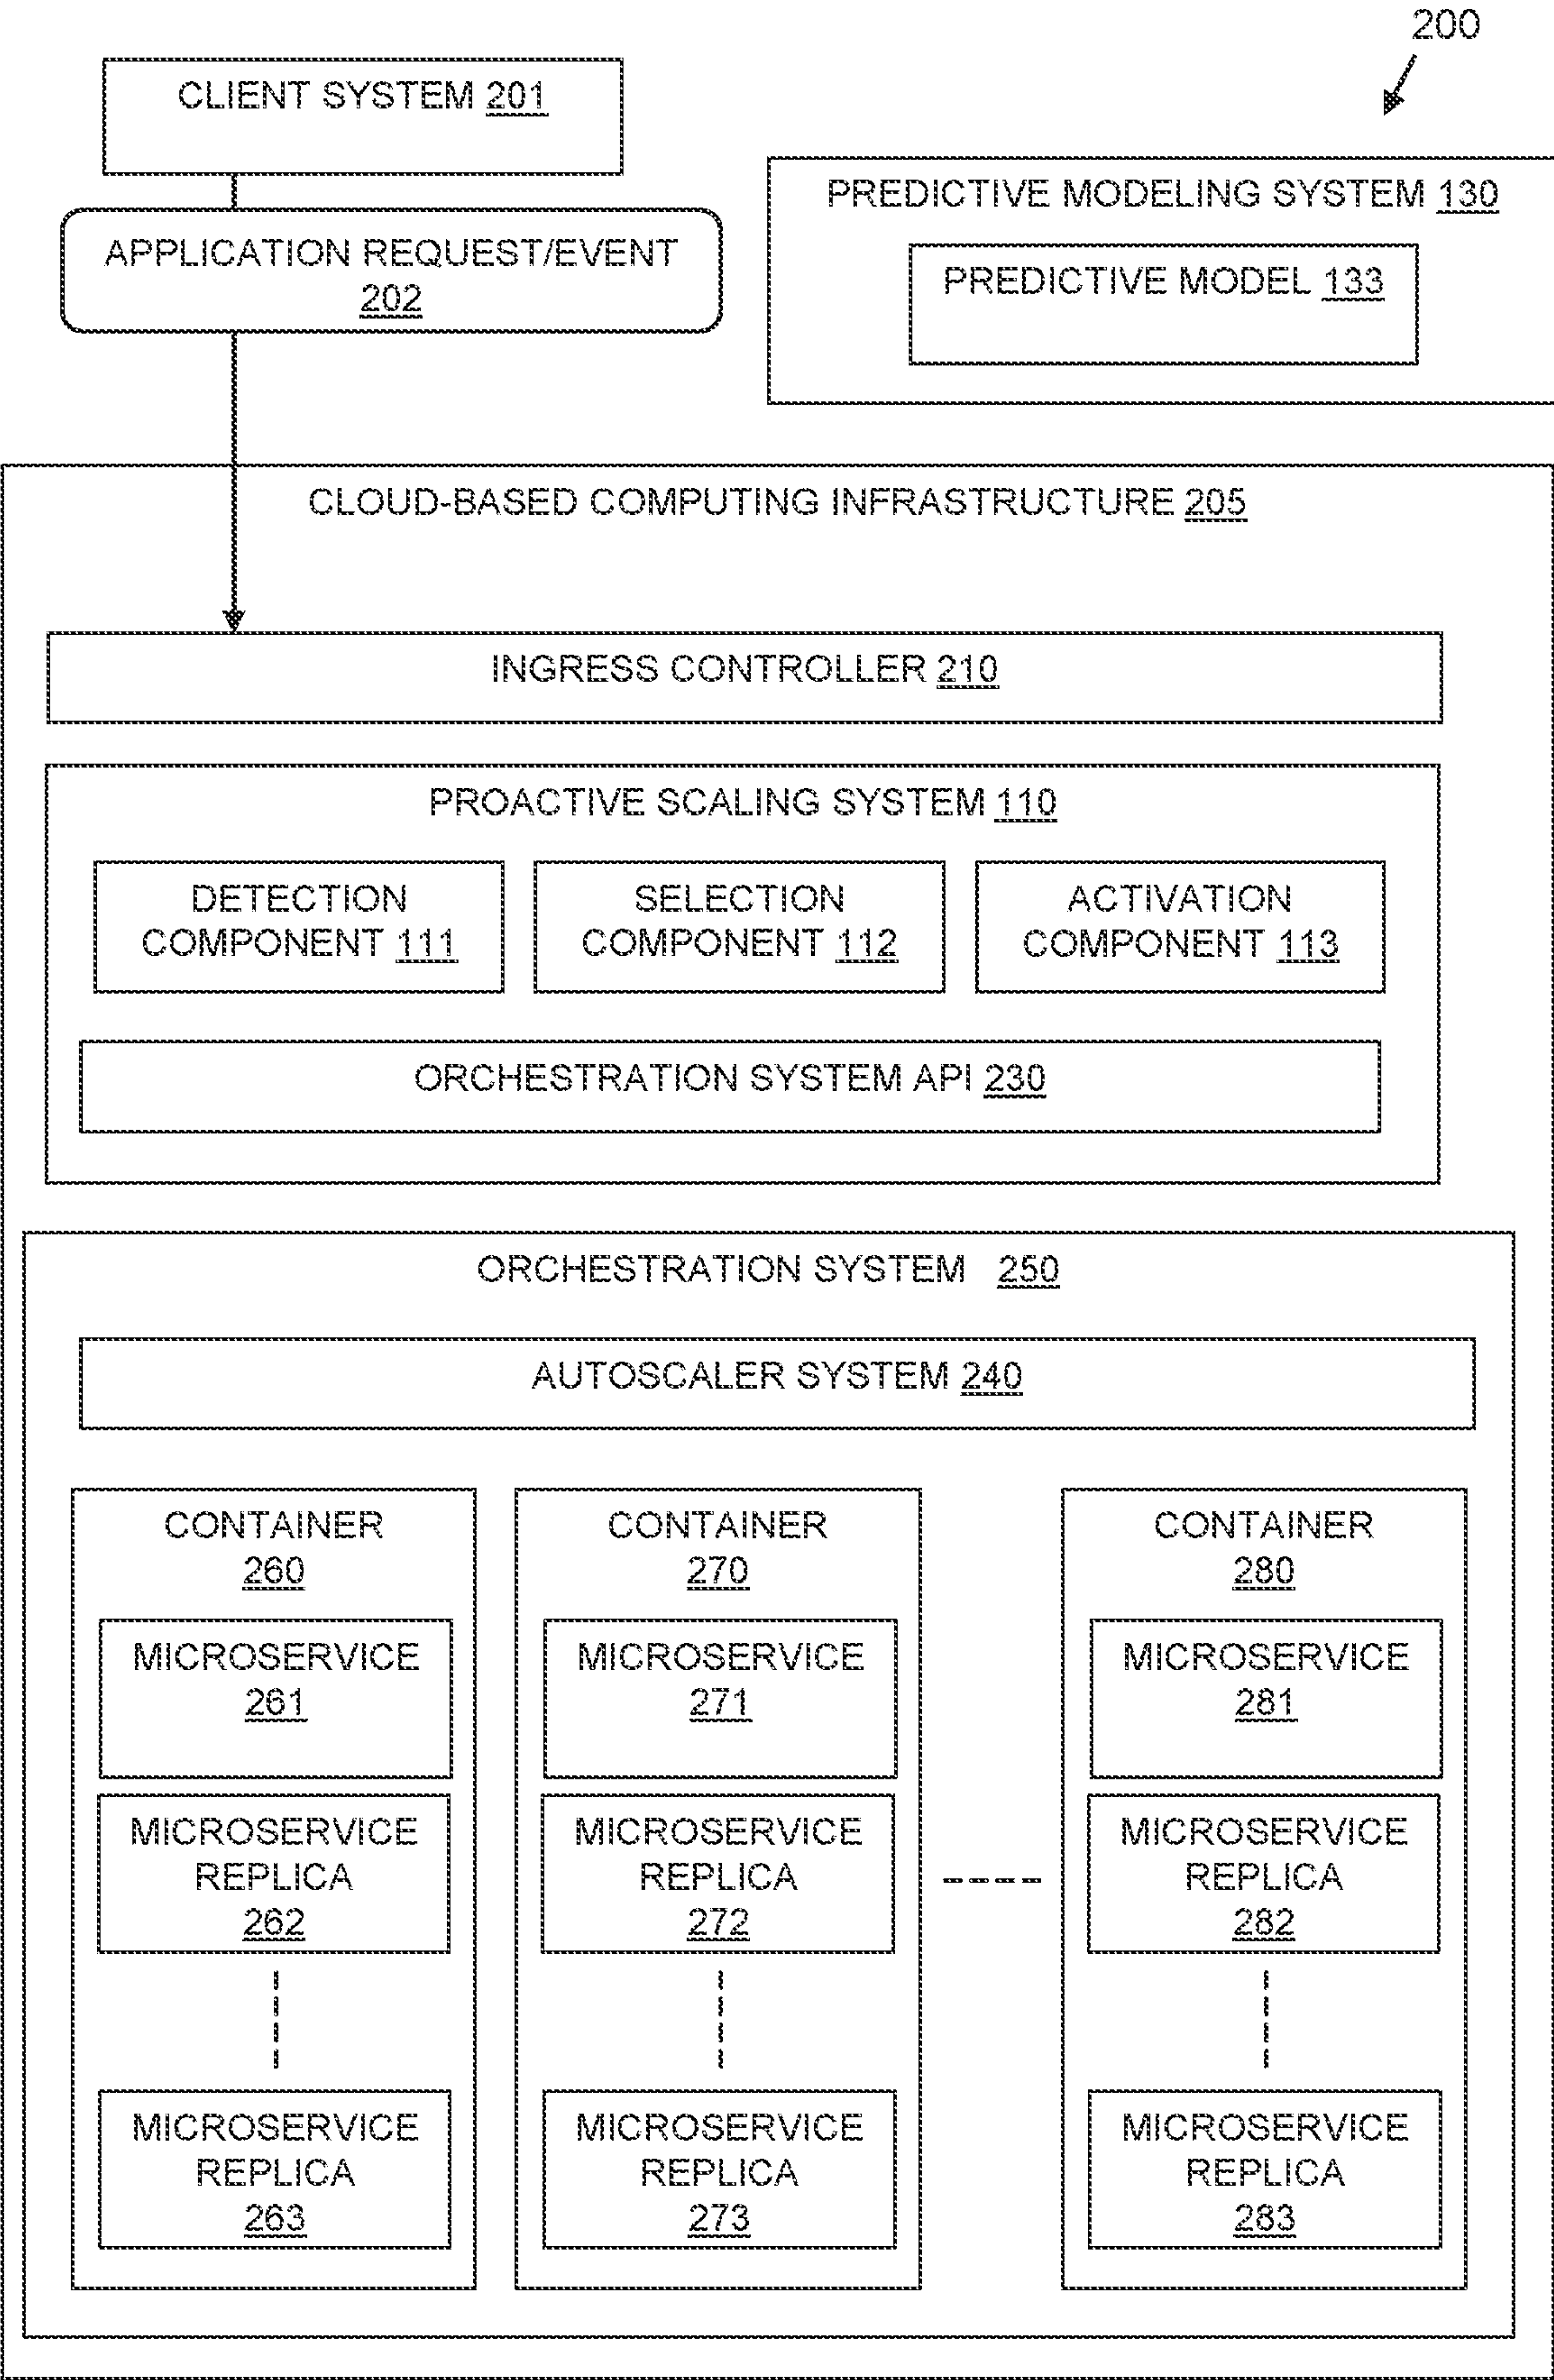 200
CLIENT SYSTEM 201
PREDICTIVE MODELING SYSTEM 130
APPLICATION REQUEST/EVENT
202
PREDICTIVE MODEL 133
CLOUD-BASED COMPUTING INFRASTRUCTURE 205
INGRESS CONTROLLER 210
PROACTIVE SCALING SYSTEM 110
DETECTION
COMPONENT 111
SELECTION
COMPONENT 112
ACTIVATION
COMPONENT 113
ORCHESTRATION SYSTEM API 230
ORCHESTRATION SYSTEM 250
AUTOSCALER SYSTEM 240
CONTAINER
260
MICROSERVICE
261
MICROSERVICE
REPLICA
262
MICROSERVICE
REPLICA
263
CONTAINER
270
MICROSERVICE
271
MICROSERVICE
REPLICA
272
MICROSERVICE
REPLICA
273
CONTAINER
280
MICROSERVICE
281
MICROSERVICE
REPLICA
282
MICROSERVICE
REPLICA
283